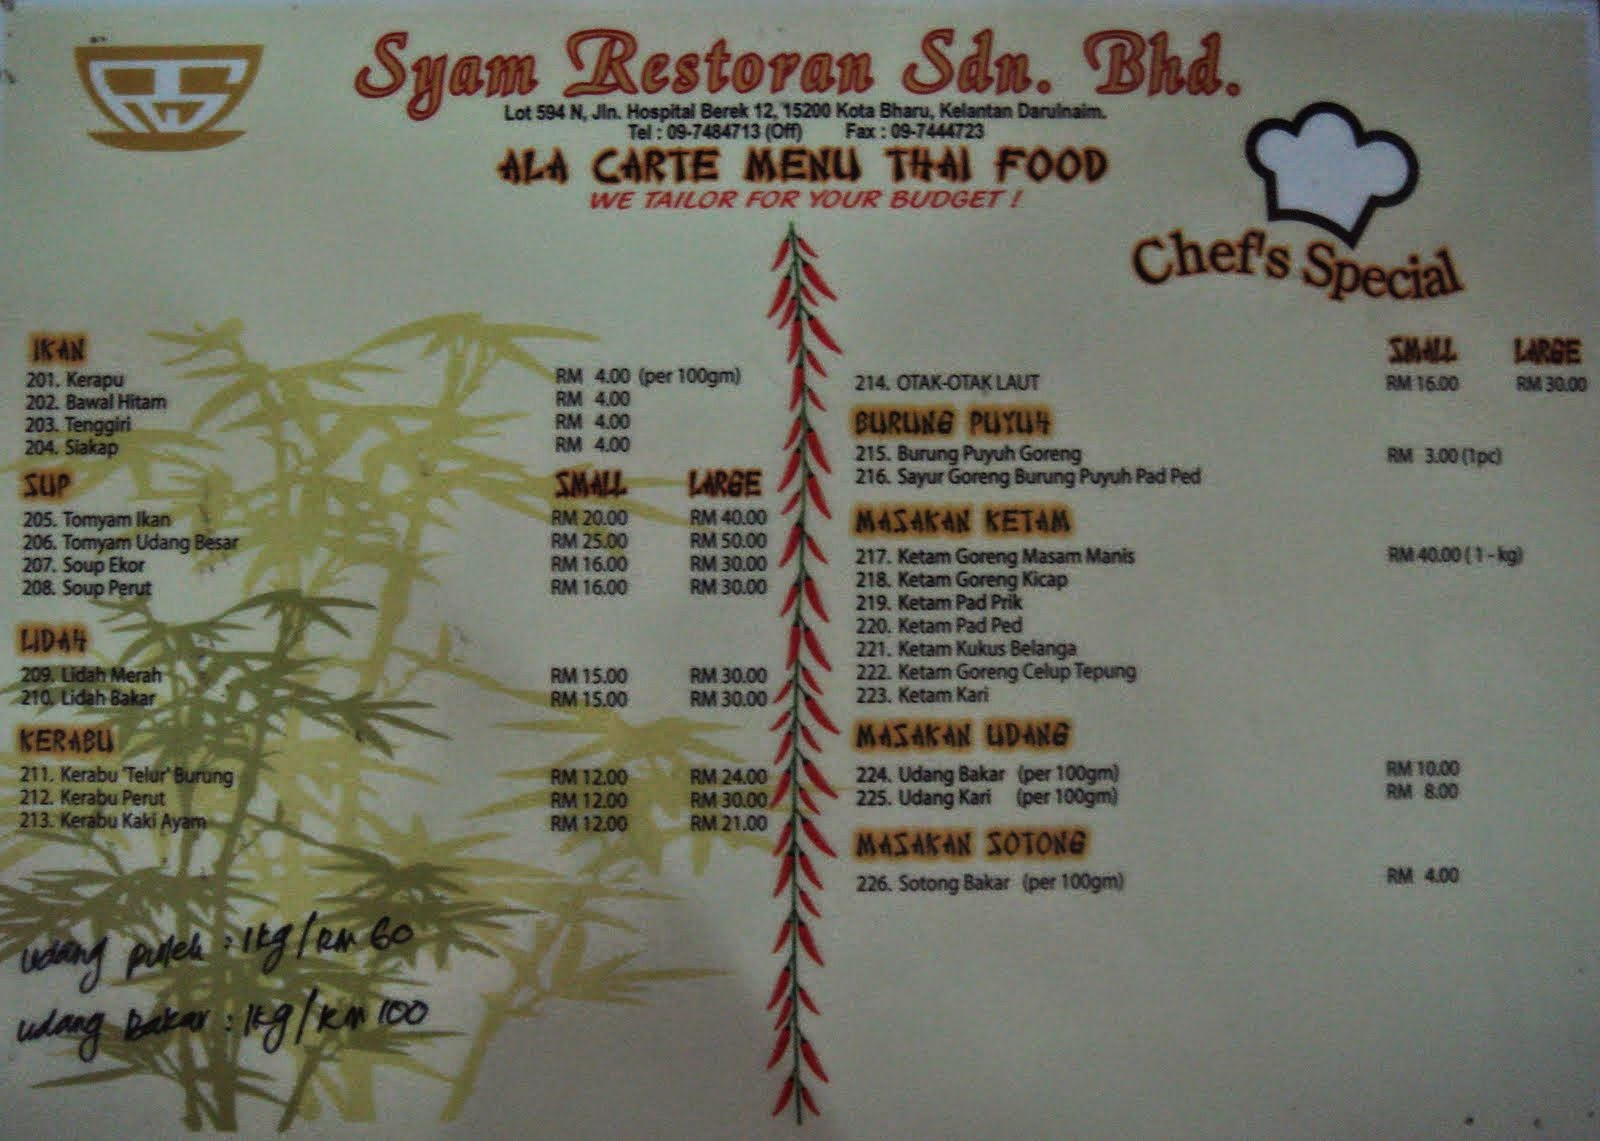 Syam Restoran Sdn. Bhd.
Lot 594 N, Jln. Hospital Berek 12, 15200 Kota Bharu, Kelantan Darulnaim.
Tel : 09-7484713 (Off) Fax : 09-7444723
ALA CARTE MENU THAI FOOD
WE TAILOR FOR YOUR BUDGET !
Chef's Special
IKAN
201. Kerapu RM 4.00 (per 100gm)
202. Bawal Hitam RM 4.00
203. Tenggiri RM 4.00
204. Siakap RM 4.00
SUP SMALL LARGE
205. Tomyam Ikan RM 20.00 RM 40.00
206. Tomyam Udang Besar RM 25.00 RM 50.00
207. Soup Ekor RM 16.00 RM 30.00
208. Soup Perut RM 16.00 RM 30.00
LIDAH
209. Lidah Merah RM 15.00 RM 30.00
210. Lidah Bakar RM 15.00 RM 30.00
KERABU
211. Kerabu 'Telur' Burung RM 12.00 RM 24.00
212. Kerabu Perut RM 12.00 RM 30.00
213. Kerabu Kaki Ayam RM 12.00 RM 21.00
udang : 1kg/RM 60
udang Bakar : 1kg/RM 100
SMALL LARGE
214. OTAK-OTAK LAUT RM 16.00 RM 30.00
BURUNG PUYUH
215. Burung Puyuh Goreng RM 3.00 (1pc)
216. Sayur Goreng Burung Puyuh Pad Ped
MASAKAN KETAM
217. Ketam Goreng Masam Manis RM 40.00 ( 1 - kg)
218. Ketam Goreng Kicap
219. Ketam Pad Prik
220. Ketam Pad Ped
221. Ketam Kukus Belanga
222. Ketam Goreng Celup Tepung
223. Ketam Kari
MASAKAN UDANG
224. Udang Bakar (per 100gm) RM 10.00
225. Udang Kari (per 100gm) RM 8.00
MASAKAN SOTONG
226. Sotong Bakar (per 100gm) RM 4.00